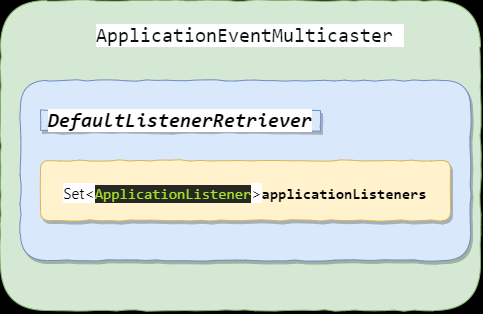 ApplicationEventMulticaster
DefaultListenerRetriever
Set<ApplicationListener>applicationListeners